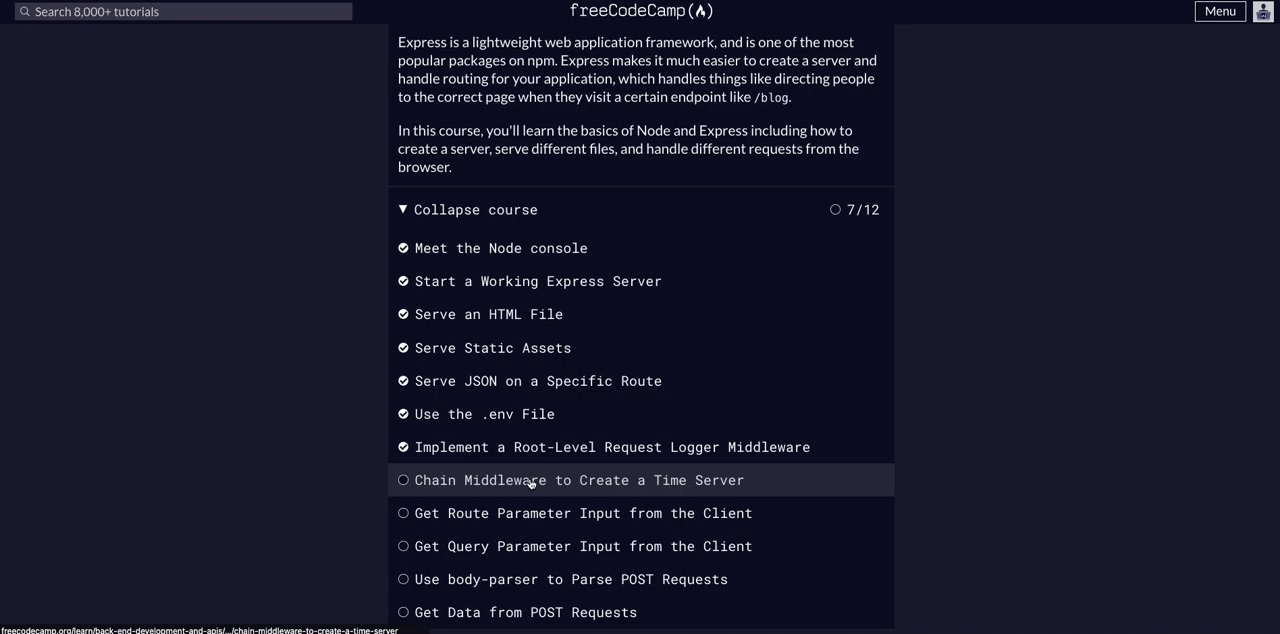 Search 8,000+ tutorials
freeCodeCamp
Menu
Express is a lightweight web application framework, and is one of the most
popular packages on npm. Express makes it much easier to create a server and
handle routing for your application, which handles things like directing people
to the correct page when they visit a certain endpoint like /blog.
In this course, you'll learn the basics of Node and Express including how to
create a server, serve different files, and handle different requests from the
browser.
Collapse course 7/12
Meet the Node console
Start a Working Express Server
Serve an HTML File
Serve Static Assets
Serve JSON on a Specific Route
Use the .env File
Implement a Root-Level Request Logger Middleware
Chain Middleware to Create a Time Server
Get Route Parameter Input from the Client
Get Query Parameter Input from the Client
Use body-parser to Parse POST Requests
Get Data from POST Requests
freecodecamp.org/learn/back-end-development-and-apis/.../chain-middleware-to-create-a-time-server